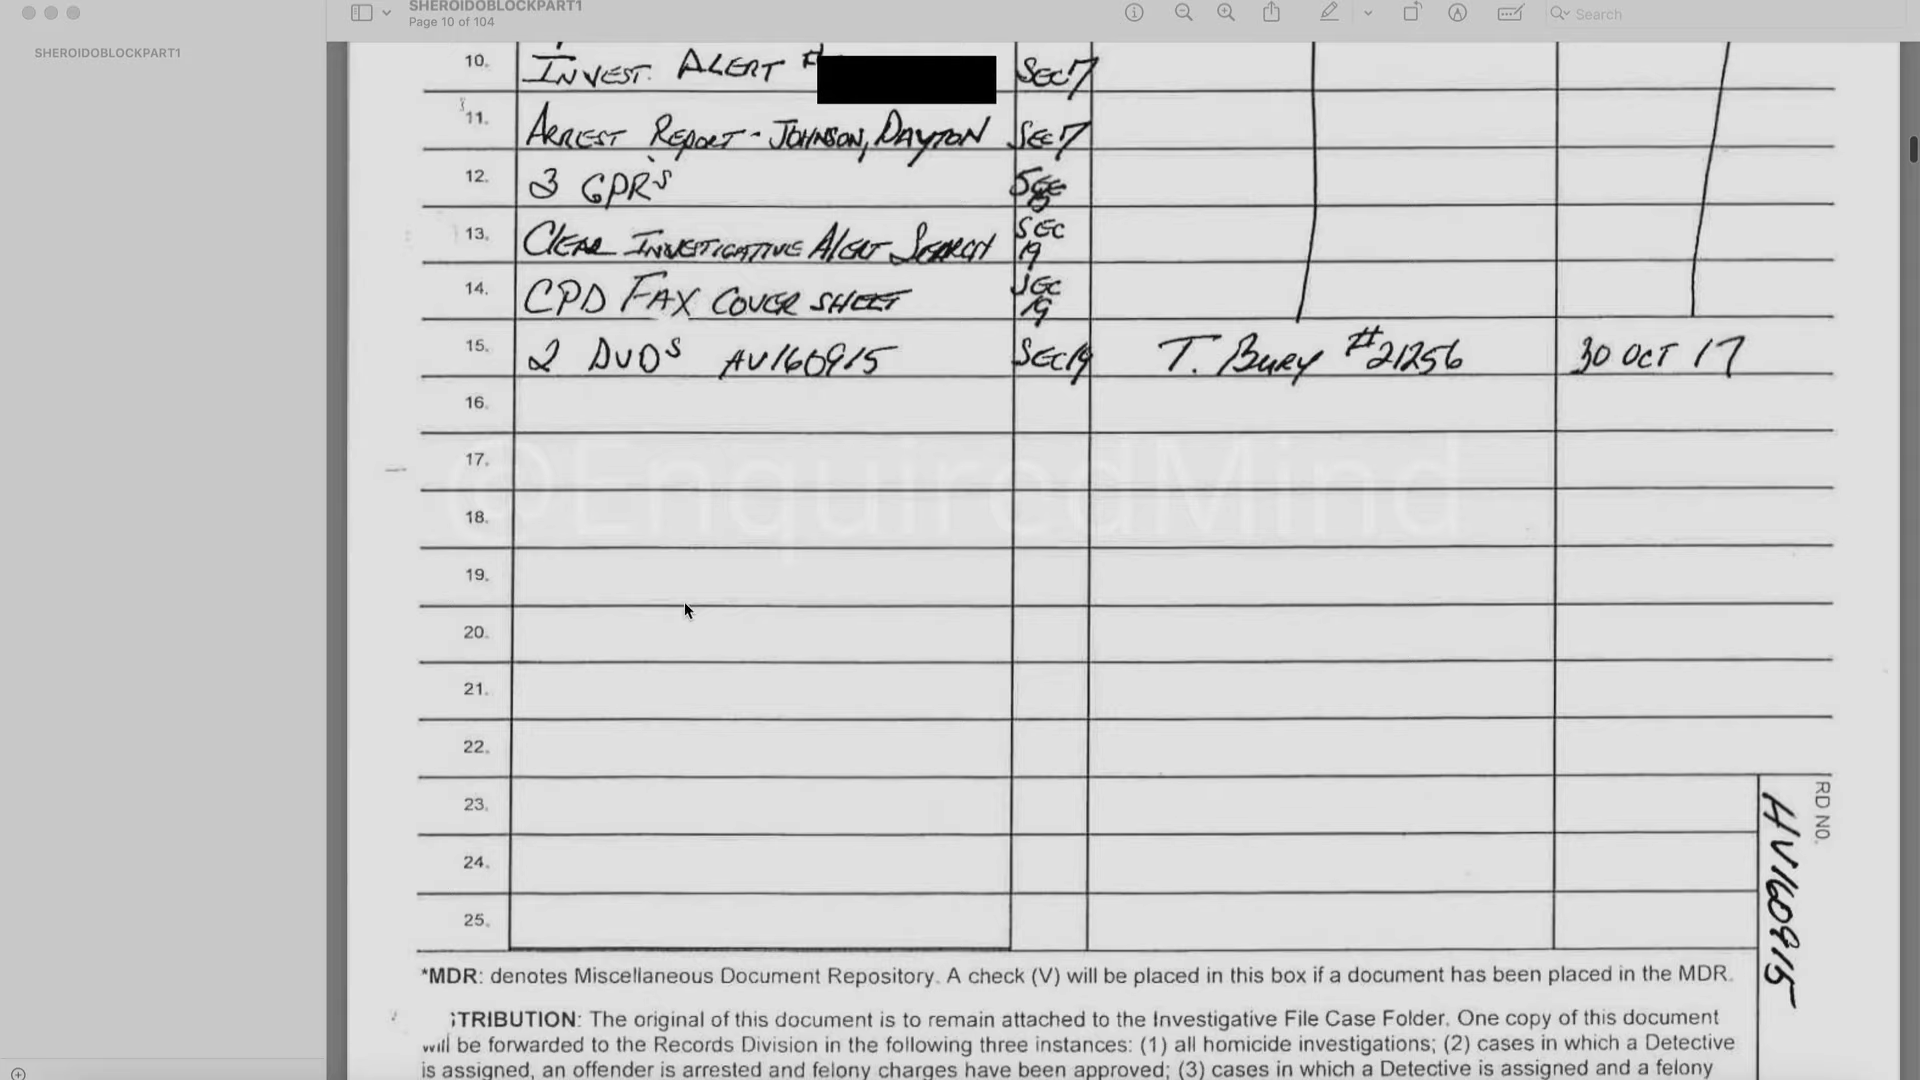 SHEROIDOBLOCKPART1
Page 10 of 104
Search
SHEROIDOBLOCKPART1
10. INVEST. ALERT # SEC 7
11. ARREST REPORT - JOHNSON, DAYTON SEC 7
12. 3 GPRS SEC
13. CLEAR INVESTIGATIVE ALERT SEARCH SEC 19
14. CPD FAX COVER SHEET SEC 19
15. 2 DVDS AV160915 SEC 19 T. BURY #21256 30 OCT 17
16.
17.
@EnquiredMind
18.
19.
20.
21.
22.
23.
24.
25.
RD NO.
HV160915
*MDR: denotes Miscellaneous Document Repository. A check (V) will be placed in this box if a document has been placed in the MDR.
TRIBUTION: The original of this document is to remain attached to the Investigative File Case Folder. One copy of this document
will be forwarded to the Records Division in the following three instances: (1) all homicide investigations; (2) cases in which a Detective
is assigned, an offender is arrested and felony charges have been approved; (3) cases in which a Detective is assigned and a felony